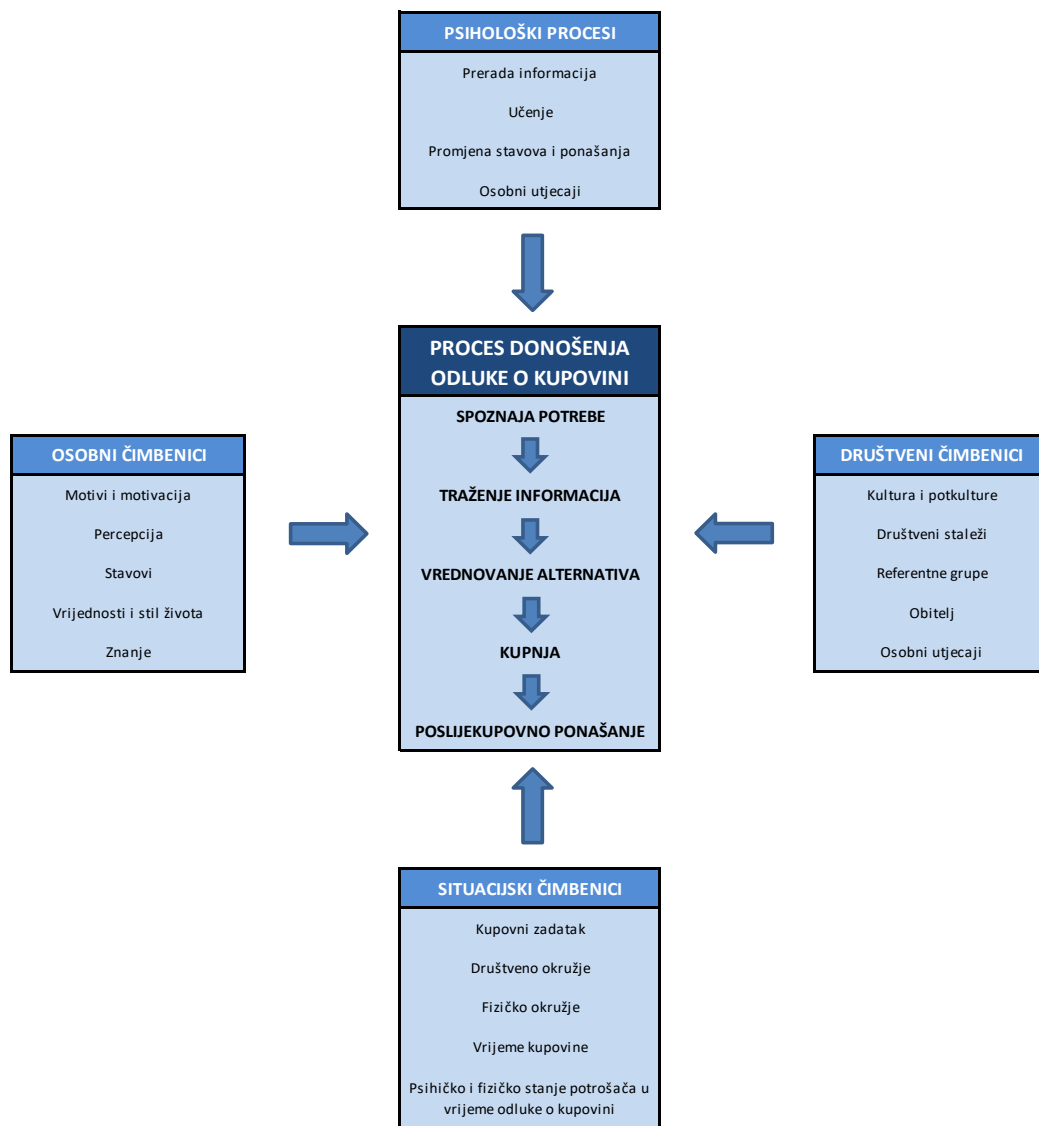 PSIHOLOŠKI PROCESI
Prerada informacija
Učenje
Promjena stavova i ponašanja
Osobni utjecaji
PROCES DONOŠENJA
ODLUKE O KUPOVINI
SPOZNAJA POTREBE
TRAŽENJE INFORMACIJA
VREDNOVANJE ALTERNATIVA
KUPNJA
POSLIJEKUPOVNO PONAŠANJE
OSOBNI ČIMBENICI
Motivi i motivacija
Percepcija
Stavovi
Vrijednosti i stil života
Znanje
DRUŠTVENI ČIMBENICI
Kultura i potkulture
Društveni staleži
Referentne grupe
Obitelj
Osobni utjecaji
SITUACIJSKI ČIMBENICI
Kupovni zadatak
Društveno okružje
Fizičko okružje
Vrijeme kupovine
Psihičko i fizičko stanje potrošača u
vrijeme odluke o kupovini